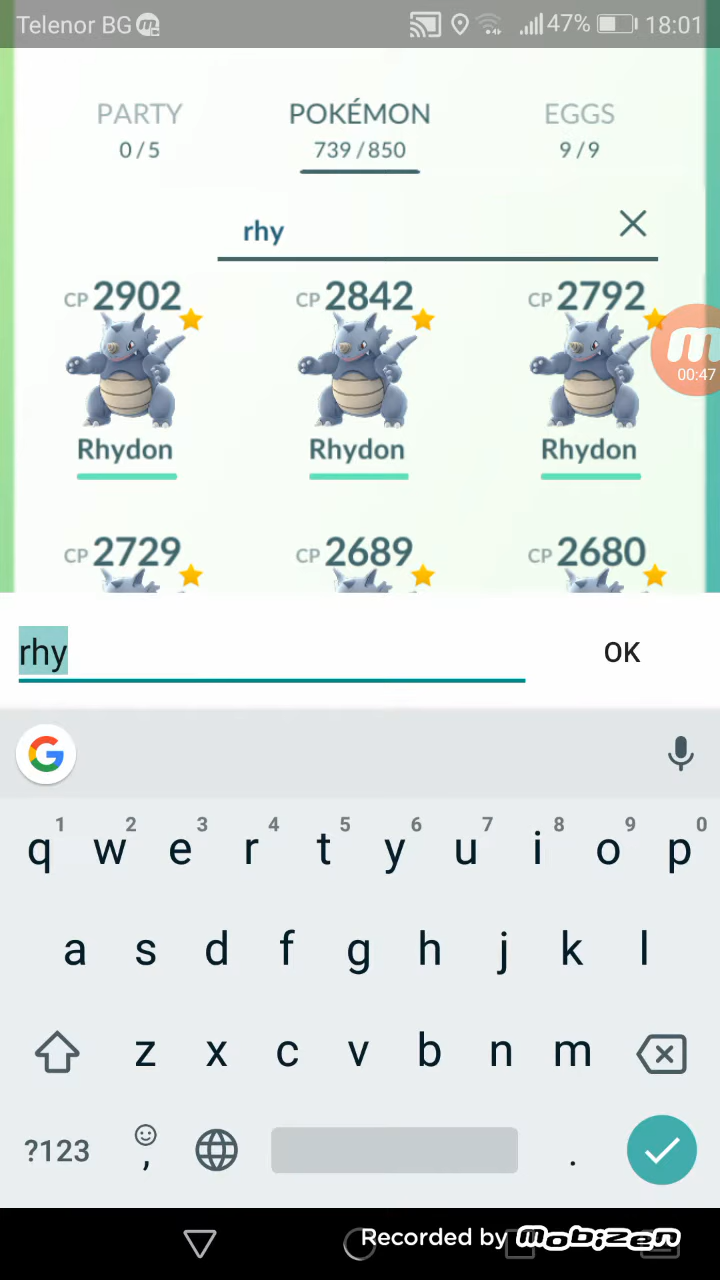 Telenor BG 47% 18:01
PARTY POKÉMON EGGS
0 / 5 739 / 850 9 / 9
rhy
CP 2902 CP 2842 CP 2792
m
00:47
Rhydon Rhydon Rhydon
CP 2729 CP 2689 CP 2680
rhy OK
G
1 2 3 4 5 6 7 8 9 0
q w e r t y u i o p
a s d f g h j k l
z x c v b n m
?123 , .
Recorded by mobizen